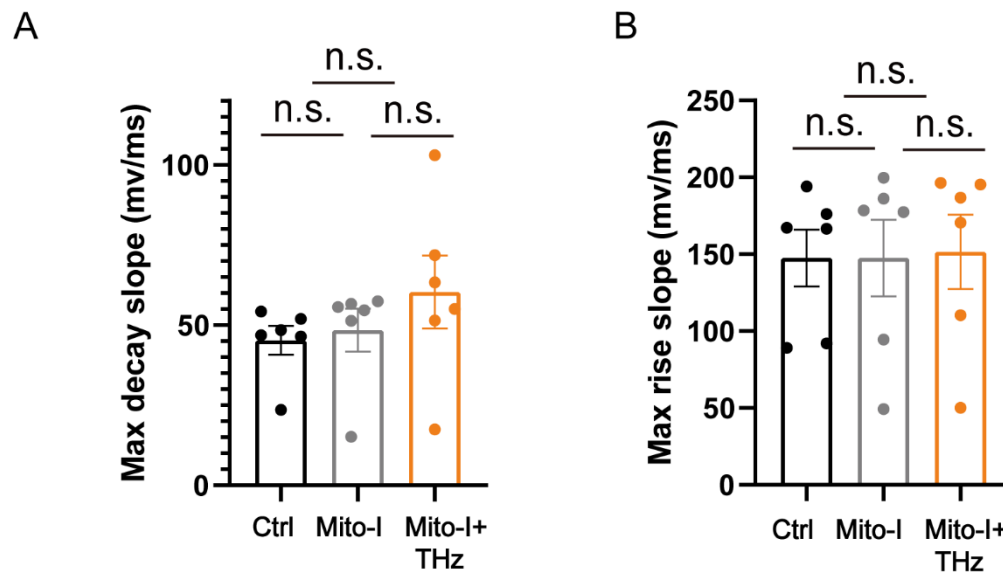 A
n.s.
n.s.
n.s.
Max decay slope (mv/ms)
100
50
0
Ctrl
Mito-I
Mito-I+
THz
B
n.s.
n.s.
n.s.
Max rise slope (mv/ms)
250
200
150
100
50
0
Ctrl
Mito-I
Mito-I+
THz